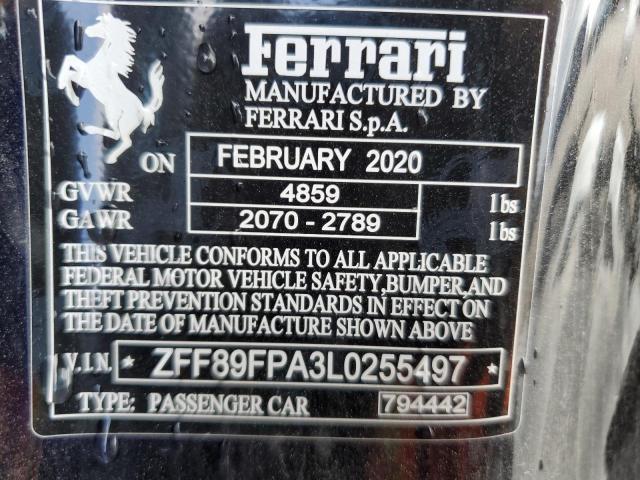 Ferrari
MANUFACTURED BY
FERRARI S.p.A.
ON FEBRUARY 2020
GVWR 4859 lbs
GAWR 2070 - 2789 lbs
THIS VEHICLE CONFORMS TO ALL APPLICABLE
FEDERAL MOTOR VEHICLE SAFETY,BUMPER,AND
THEFT PREVENTION STANDARDS IN EFFECT ON
THE DATE OF MANUFACTURE SHOWN ABOVE
V.I.N. * ZFF89FPA3L0255497 *
TYPE: PASSENGER CAR 794442